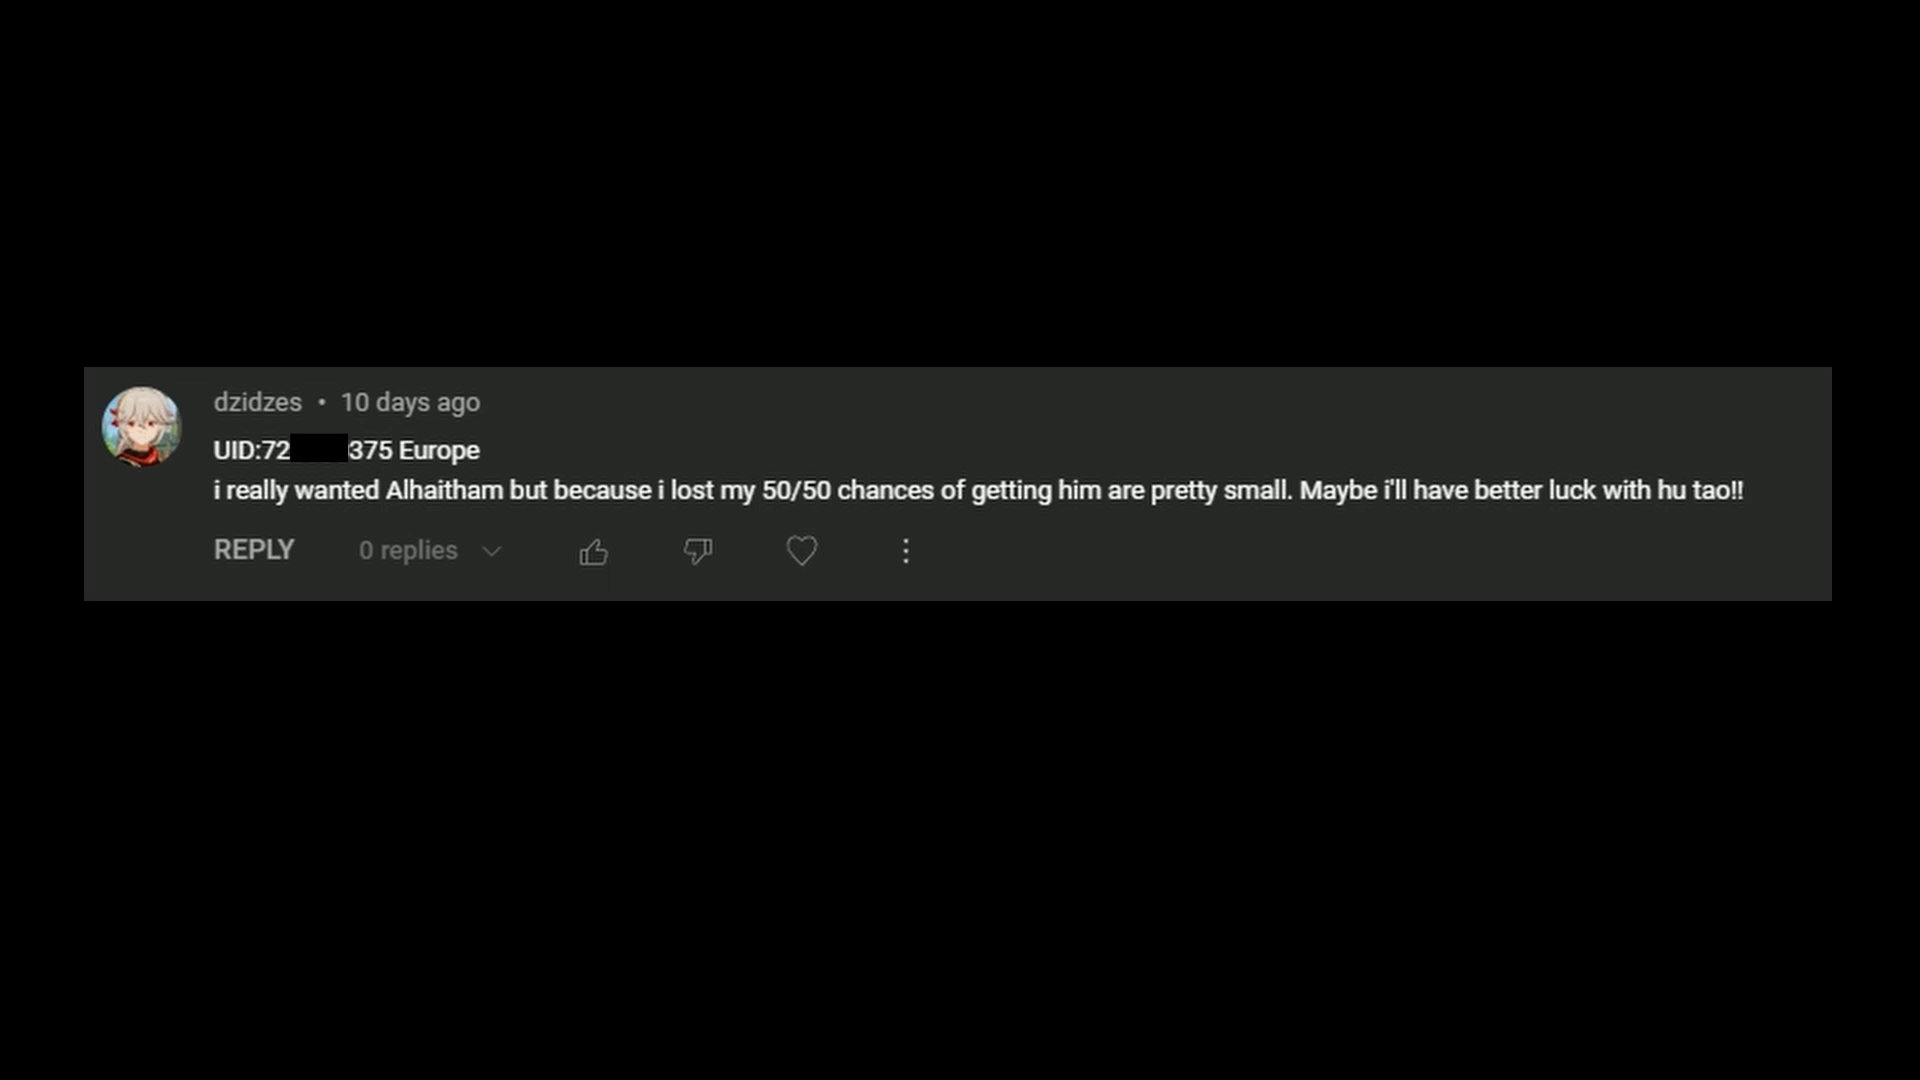 dzidzes • 10 days ago
UID:72 375 Europe
i really wanted Alhaitham but because i lost my 50/50 chances of getting him are pretty small. Maybe i'll have better luck with hu tao!!
REPLY 0 replies